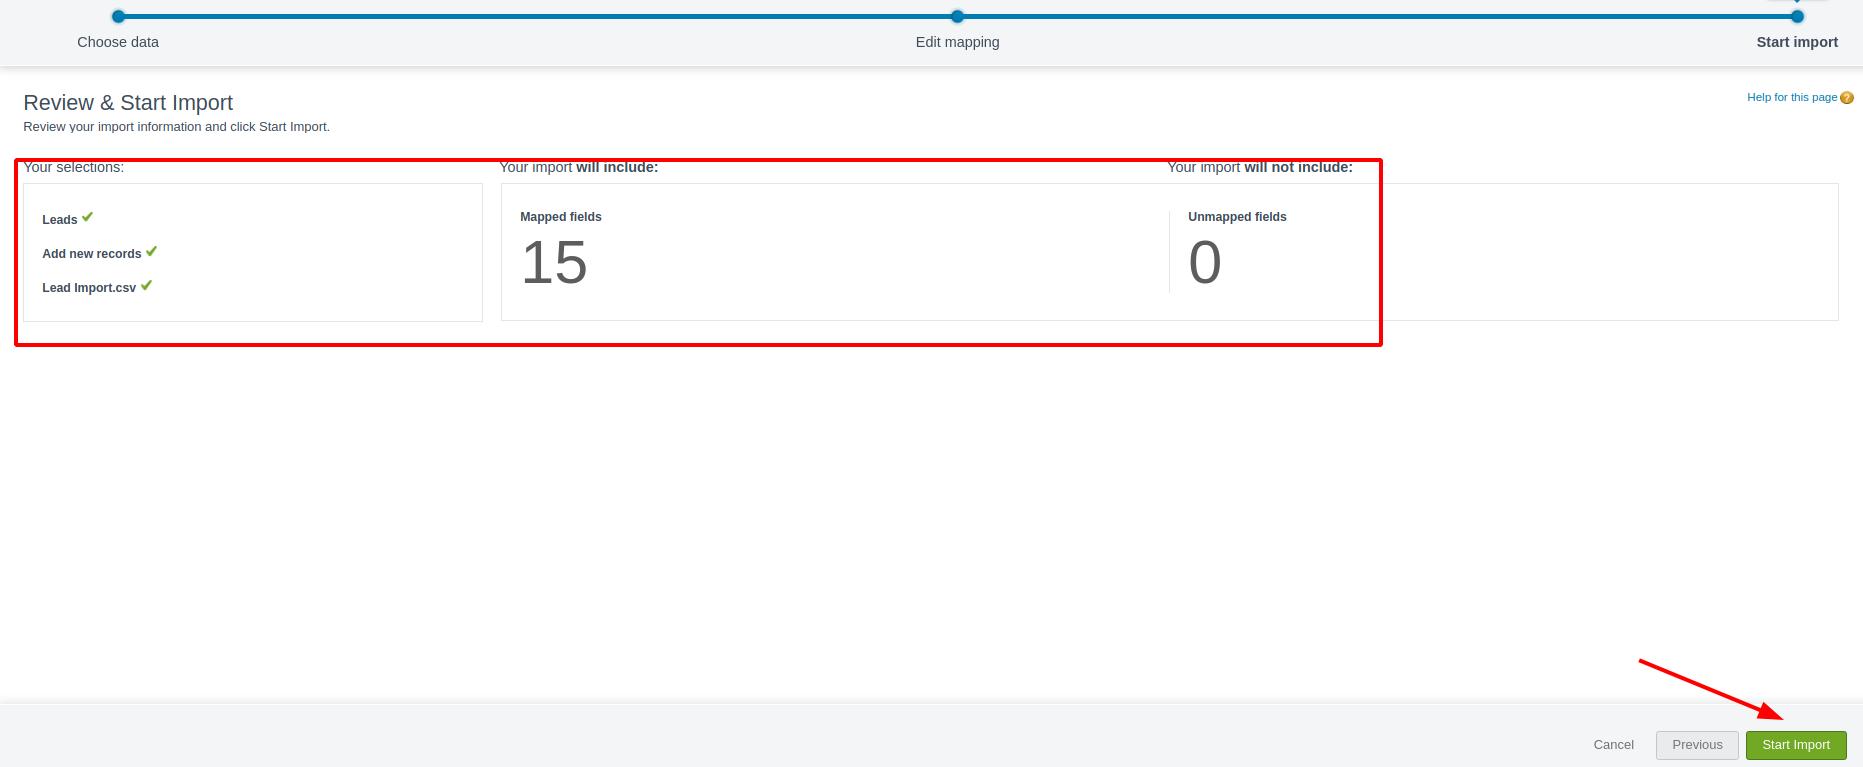 Choose data
Edit mapping
Start import
Review & Start Import
Help for this page ?
Review your import information and click Start Import.
Your selections:
Your import will include:
Your import will not include:
Leads
Add new records
Lead Import.csv
Mapped fields
15
Unmapped fields
0
Cancel
Previous
Start Import